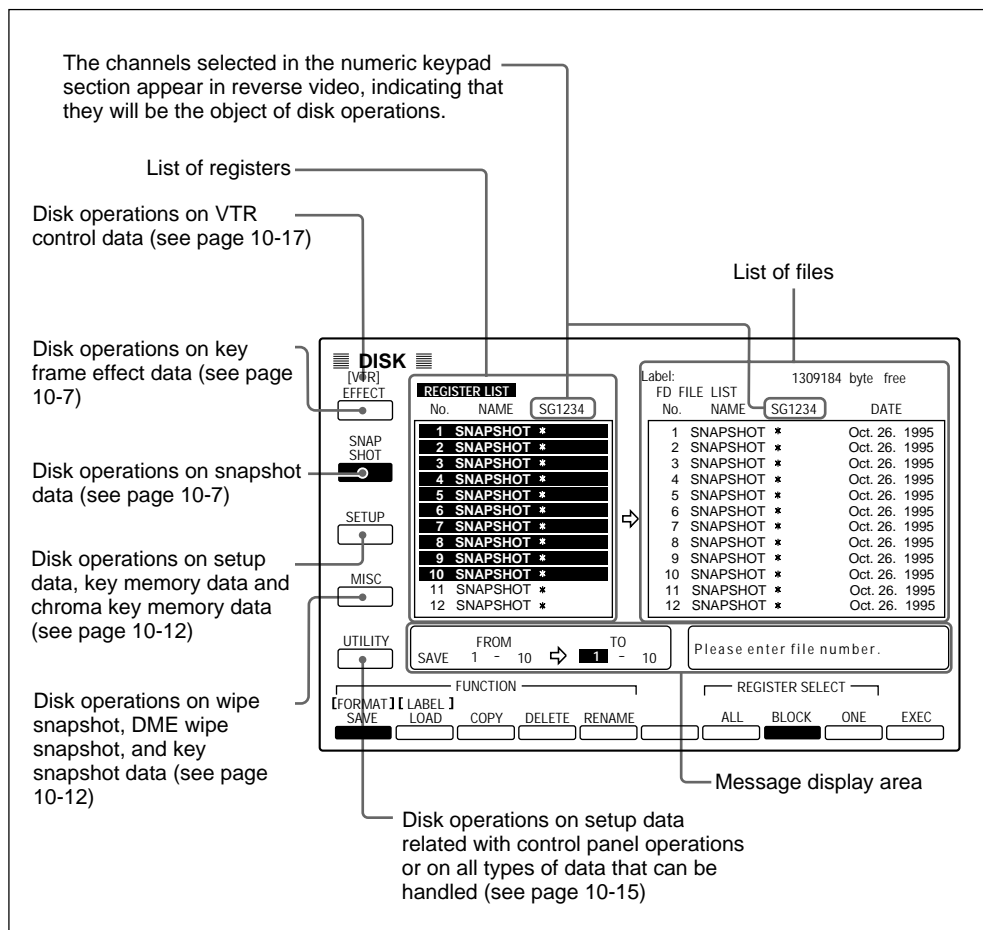 The channels selected in the numeric keypad
section appear in reverse video, indicating that
they will be the object of disk operations.
List of registers
Disk operations on VTR
control data (see page 10-17)
List of files
Disk operations on key
frame effect data (see page
10-7)
Disk operations on snapshot
data (see page 10-7)
Disk operations on setup
data, key memory data and
chroma key memory data
(see page 10-12)
Disk operations on wipe
snapshot, DME wipe
snapshot, and key
snapshot data (see page
10-12)
DISK
[VTR]
EFFECT
SNAP
SHOT
SETUP
MISC
UTILITY
REGISTER LIST
No. NAME SG1234
1 SNAPSHOT *
2 SNAPSHOT *
3 SNAPSHOT *
4 SNAPSHOT *
5 SNAPSHOT *
6 SNAPSHOT *
7 SNAPSHOT *
8 SNAPSHOT *
9 SNAPSHOT *
10 SNAPSHOT *
11 SNAPSHOT *
12 SNAPSHOT *
Label: 1309184 byte free
FD FILE LIST
No. NAME SG1234 DATE
1 SNAPSHOT * Oct. 26. 1995
2 SNAPSHOT * Oct. 26. 1995
3 SNAPSHOT * Oct. 26. 1995
4 SNAPSHOT * Oct. 26. 1995
5 SNAPSHOT * Oct. 26. 1995
6 SNAPSHOT * Oct. 26. 1995
7 SNAPSHOT * Oct. 26. 1995
8 SNAPSHOT * Oct. 26. 1995
9 SNAPSHOT * Oct. 26. 1995
10 SNAPSHOT * Oct. 26. 1995
11 SNAPSHOT * Oct. 26. 1995
12 SNAPSHOT * Oct. 26. 1995
FROM TO
SAVE 1 - 10 ⇨ 1 - 10
Please enter file number.
FUNCTION
REGISTER SELECT
[FORMAT] [ LABEL ]
SAVE LOAD COPY DELETE RENAME ALL BLOCK ONE EXEC
Message display area
Disk operations on setup data
related with control panel operations
or on all types of data that can be
handled (see page 10-15)